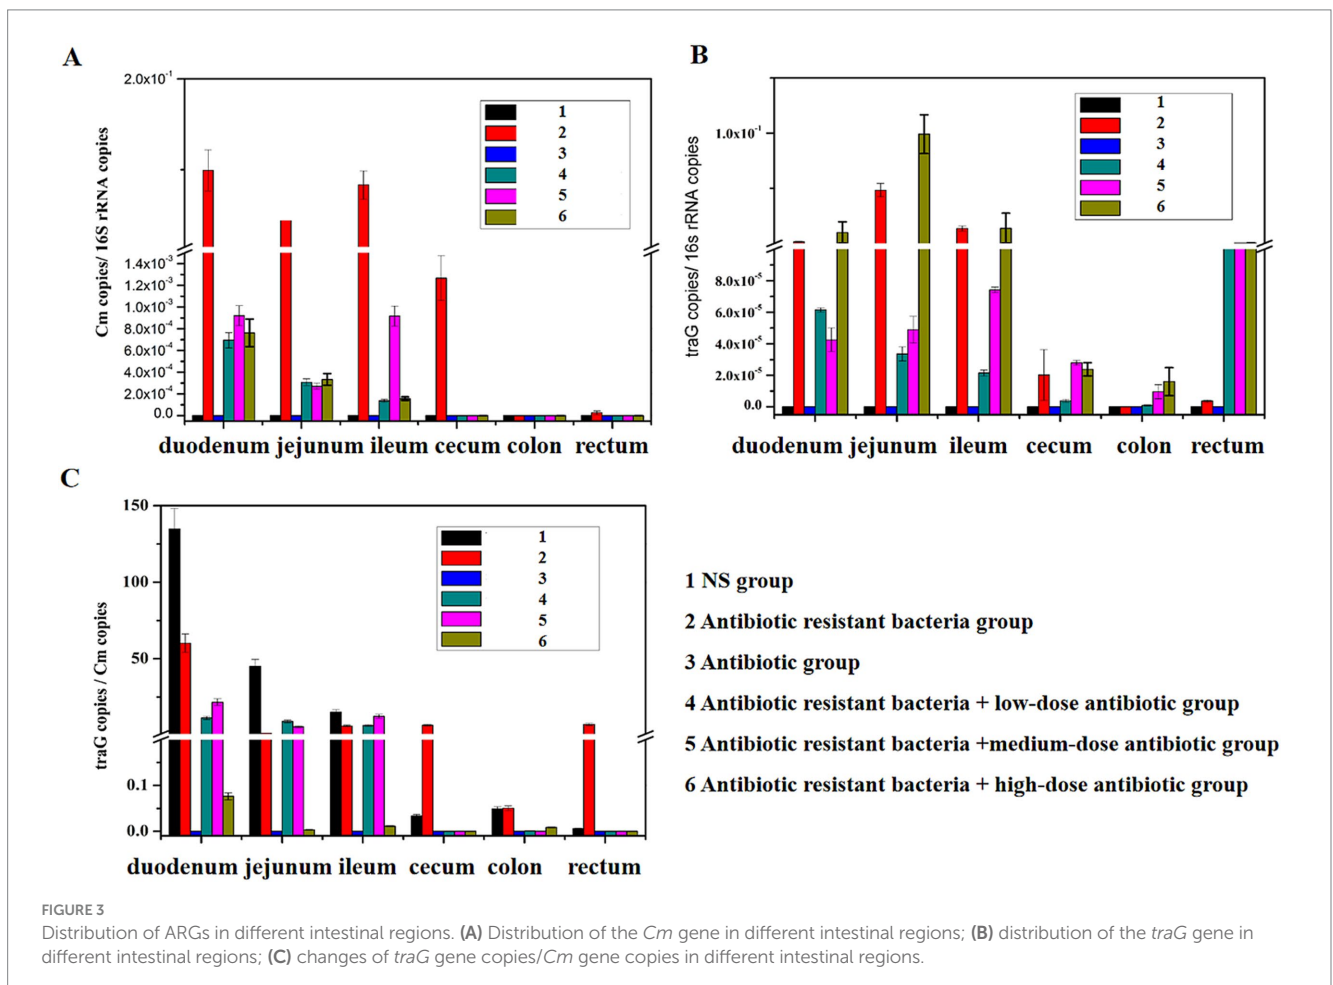 A
Cm copies/ 16S rRNA copies
2.0x10⁻¹
1.4x10⁻³
1.2x10⁻³
1.0x10⁻³
8.0x10⁻⁴
6.0x10⁻⁴
4.0x10⁻⁴
2.0x10⁻⁴
0.0
1
2
3
4
5
6
duodenum jejunum ileum cecum colon rectum
B
traG copies/ 16s rRNA copies
1.0x10⁻¹
8.0x10⁻⁵
6.0x10⁻⁵
4.0x10⁻⁵
2.0x10⁻⁵
0.0
1
2
3
4
5
6
duodenum jejunum ileum cecum colon rectum
C
traG copies / Cm copies
150
100
50
0.1
0.0
1
2
3
4
5
6
duodenum jejunum ileum cecum colon rectum
1 NS group
2 Antibiotic resistant bacteria group
3 Antibiotic group
4 Antibiotic resistant bacteria + low-dose antibiotic group
5 Antibiotic resistant bacteria +medium-dose antibiotic group
6 Antibiotic resistant bacteria + high-dose antibiotic group
FIGURE 3
Distribution of ARGs in different intestinal regions. (A) Distribution of the Cm gene in different intestinal regions; (B) distribution of the traG gene in
different intestinal regions; (C) changes of traG gene copies/Cm gene copies in different intestinal regions.